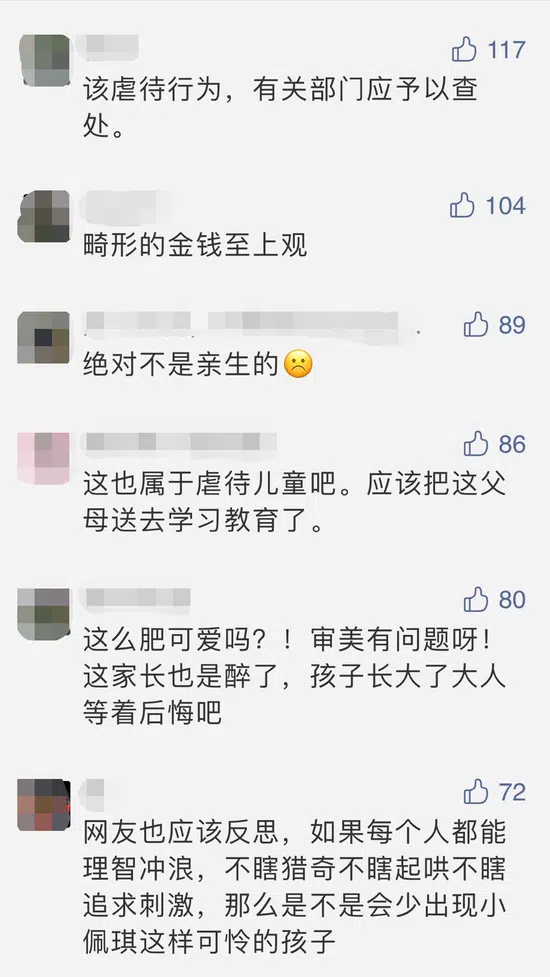 117
该虐待行为，有关部门应予以查
处。
104
畸形的金钱至上观
89
绝对不是亲生的☹️
86
这也属于虐待儿童吧。应该把这父
母送去学习教育了。
80
这么肥可爱吗？！审美有问题呀！
这家长也是醉了，孩子长大了大人
等着后悔吧
72
网友也应该反思，如果每个人都能
理智冲浪，不瞎猎奇不瞎起哄不瞎
追求刺激，那么是不是会少出现小
佩琪这样可怜的孩子